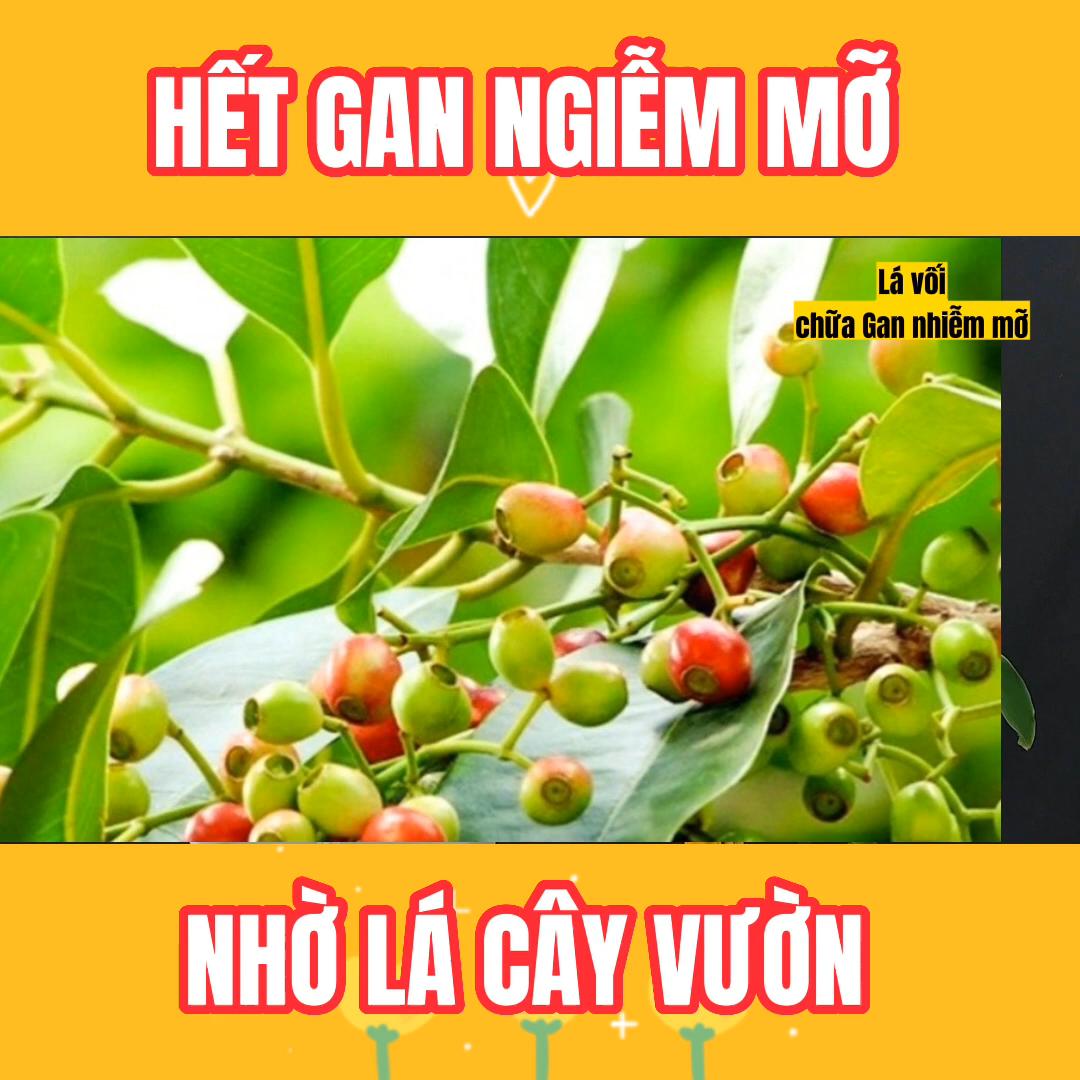 HẾT GAN NGIỄM MỠ
Lá vối
chữa Gan nhiễm mỡ
NHỜ LÁ CÂY VƯỜN